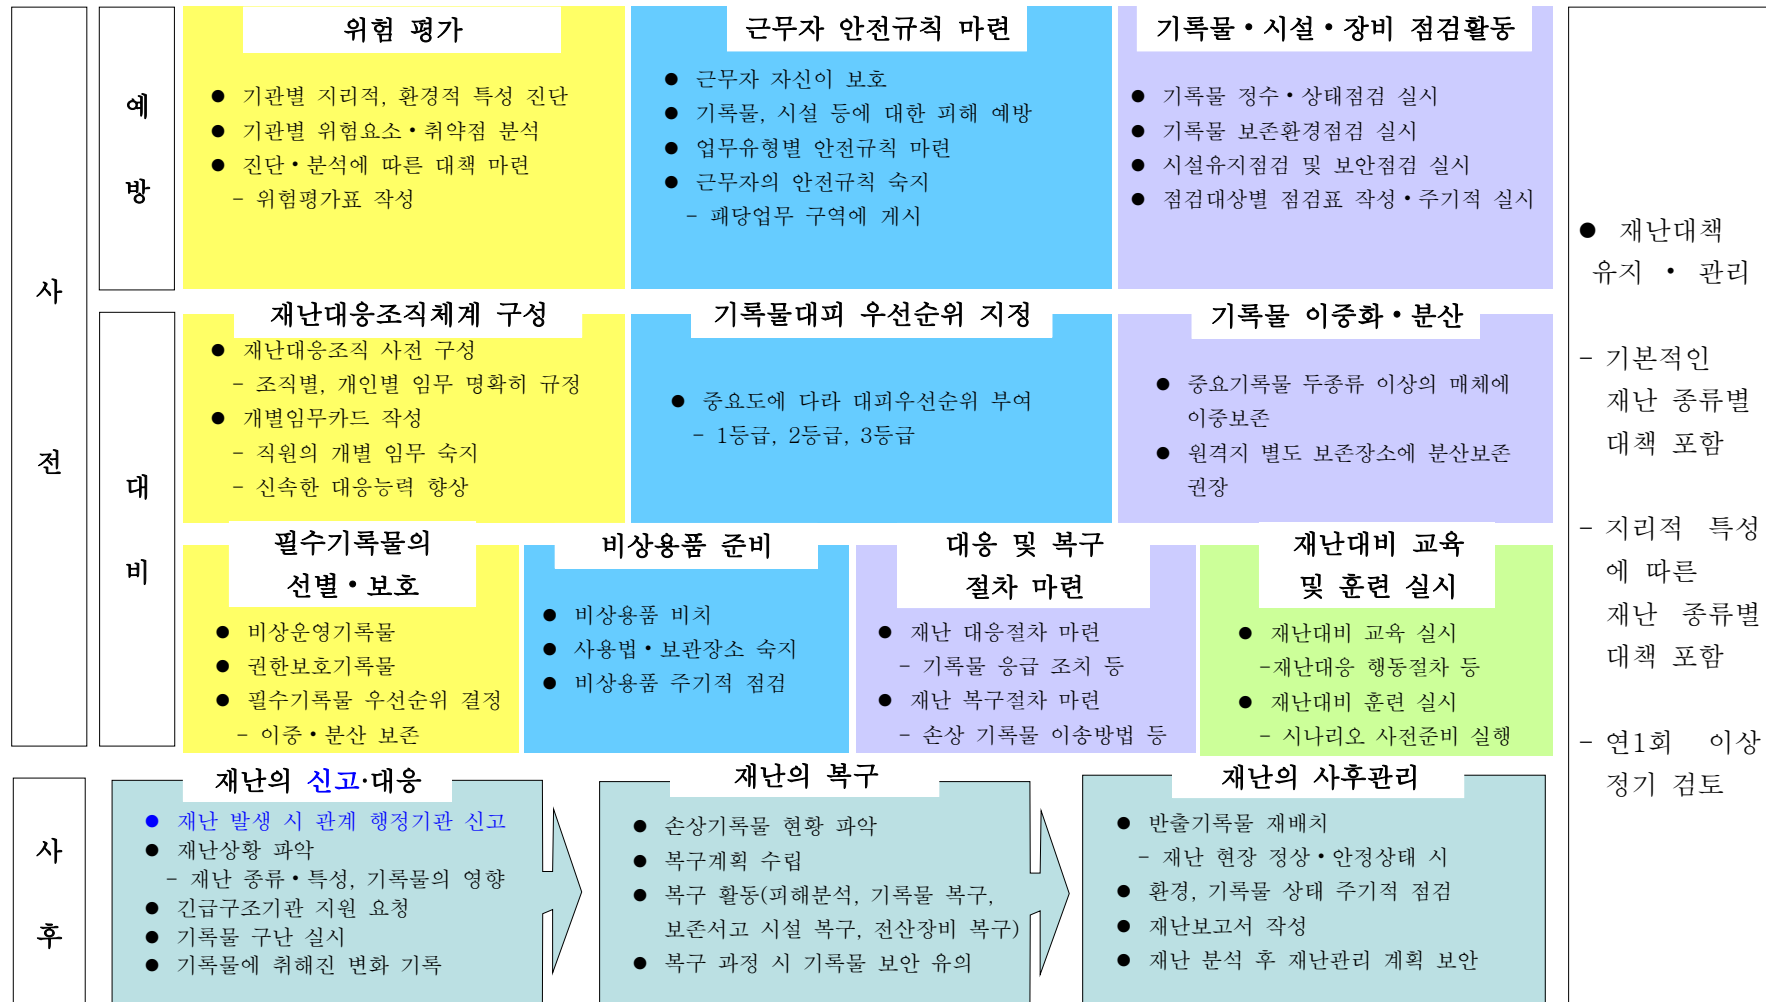 사
전
예
방
위험 평가
● 기관별 지리적, 환경적 특성 진단
● 기관별 위험요소•취약점 분석
● 진단•분석에 따른 대책 마련
- 위험평가표 작성
근무자 안전규칙 마련
● 근무자 자신이 보호
● 기록물, 시설 등에 대한 피해 예방
● 업무유형별 안전규칙 마련
● 근무자의 안전규칙 숙지
- 패당업무 구역에 게시
기록물•시설•장비 점검활동
● 기록물 정수•상태점검 실시
● 기록물 보존환경점검 실시
● 시설유지점검 및 보안점검 실시
● 점검대상별 점검표 작성•주기적 실시
대
비
재난대응조직체계 구성
● 재난대응조직 사전 구성
- 조직별, 개인별 임무 명확히 규정
● 개별임무카드 작성
- 직원의 개별 임무 숙지
- 신속한 대응능력 향상
기록물대피 우선순위 지정
● 중요도에 다라 대피우선순위 부여
- 1등급, 2등급, 3등급
기록물 이중화•분산
● 중요기록물 두종류 이상의 매체에
이중보존
● 원격지 별도 보존장소에 분산보존
권장
필수기록물의
선별•보호
● 비상운영기록물
● 권한보호기록물
● 필수기록물 우선순위 결정
- 이중•분산 보존
비상용품 준비
● 비상용품 비치
● 사용법•보관장소 숙지
● 비상용품 주기적 점검
대응 및 복구
절차 마련
● 재난 대응절차 마련
- 기록물 응급 조치 등
● 재난 복구절차 마련
- 손상 기록물 이송방법 등
재난대비 교육
및 훈련 실시
● 재난대비 교육 실시
-재난대응 행동절차 등
● 재난대비 훈련 실시
- 시나리오 사전준비 실행
사
후
재난의 신고·대응
● 재난 발생 시 관계 행정기관 신고
● 재난상황 파악
- 재난 종류•특성, 기록물의 영향
● 긴급구조기관 지원 요청
● 기록물 구난 실시
● 기록물에 취해진 변화 기록
재난의 복구
● 손상기록물 현황 파악
● 복구계획 수립
● 복구 활동(피해분석, 기록물 복구,
보존서고 시설 복구, 전산장비 복구)
● 복구 과정 시 기록물 보안 유의
재난의 사후관리
● 반출기록물 재배치
- 재난 현장 정상•안정상태 시
● 환경, 기록물 상태 주기적 점검
● 재난보고서 작성
● 재난 분석 후 재난관리 계획 보안
● 재난대책
유지 • 관리
- 기본적인
재난 종류별
대책 포함
- 지리적 특성
에 따른
재난 종류별
대책 포함
- 연1회 이상
정기 검토